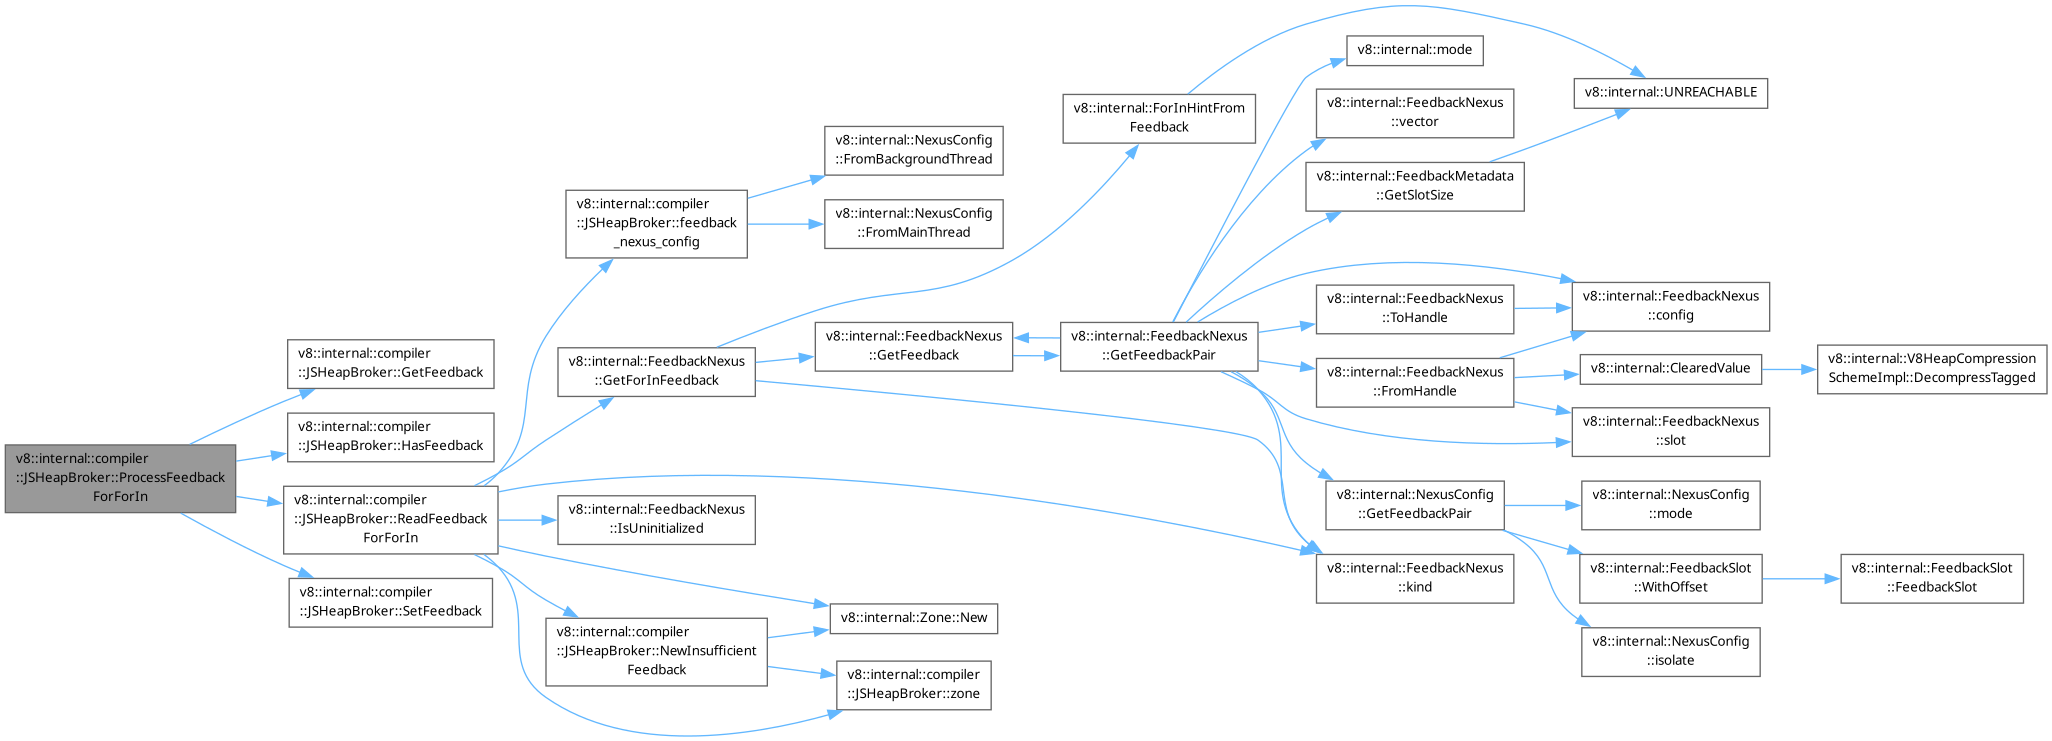 v8::internal::compiler
::JSHeapBroker::ProcessFeedback
ForForIn
v8::internal::compiler
::JSHeapBroker::GetFeedback
v8::internal::compiler
::JSHeapBroker::HasFeedback
v8::internal::compiler
::JSHeapBroker::ReadFeedback
ForForIn
v8::internal::compiler
::JSHeapBroker::SetFeedback
v8::internal::compiler
::JSHeapBroker::feedback
_nexus_config
v8::internal::FeedbackNexus
::GetForInFeedback
v8::internal::FeedbackNexus
::IsUninitialized
v8::internal::compiler
::JSHeapBroker::NewInsufficient
Feedback
v8::internal::NexusConfig
::FromBackgroundThread
v8::internal::NexusConfig
::FromMainThread
v8::internal::FeedbackNexus
::GetFeedback
v8::internal::Zone::New
v8::internal::compiler
::JSHeapBroker::zone
v8::internal::ForInHintFrom
Feedback
v8::internal::FeedbackNexus
::GetFeedbackPair
v8::internal::mode
v8::internal::FeedbackNexus
::vector
v8::internal::FeedbackMetadata
::GetSlotSize
v8::internal::FeedbackNexus
::ToHandle
v8::internal::FeedbackNexus
::FromHandle
v8::internal::NexusConfig
::GetFeedbackPair
v8::internal::FeedbackNexus
::kind
v8::internal::UNREACHABLE
v8::internal::FeedbackNexus
::config
v8::internal::ClearedValue
v8::internal::FeedbackNexus
::slot
v8::internal::NexusConfig
::mode
v8::internal::FeedbackSlot
::WithOffset
v8::internal::NexusConfig
::isolate
v8::internal::V8HeapCompression
SchemeImpl::DecompressTagged
v8::internal::FeedbackSlot
::FeedbackSlot